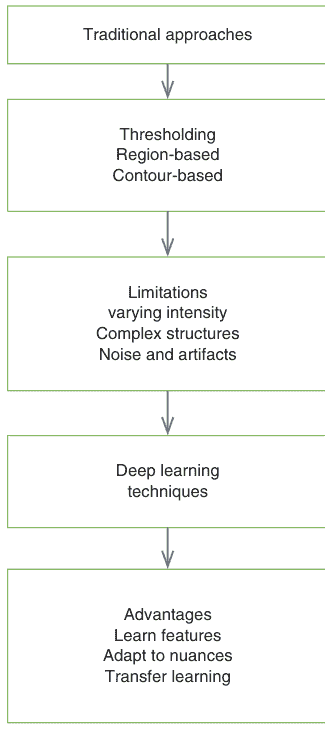 Traditional approaches
Thresholding
Region-based
Contour-based
Limitations
varying intensity
Complex structures
Noise and artifacts
Deep learning
techniques
Advantages
Learn features
Adapt to nuances
Transfer learning